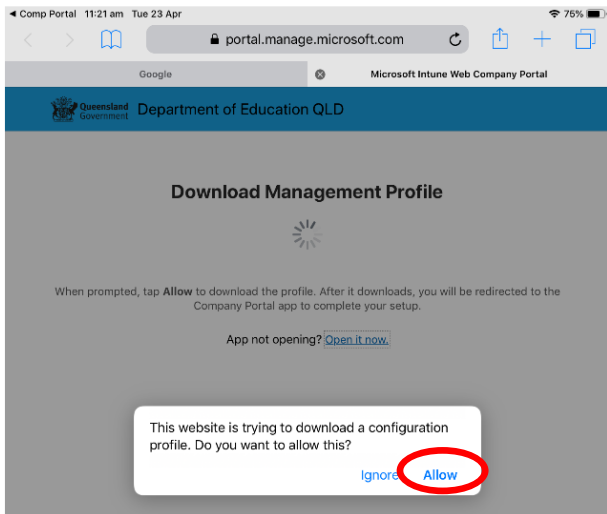 Comp Portal 11:21 am Tue 23 Apr 75%
portal.manage.microsoft.com
Google Microsoft Intune Web Company Portal
Queensland Government Department of Education QLD
Download Management Profile
When prompted, tap Allow to download the profile. After it downloads, you will be redirected to the
Company Portal app to complete your setup.
App not opening? Open it now.
This website is trying to download a configuration
profile. Do you want to allow this?
Ignore Allow